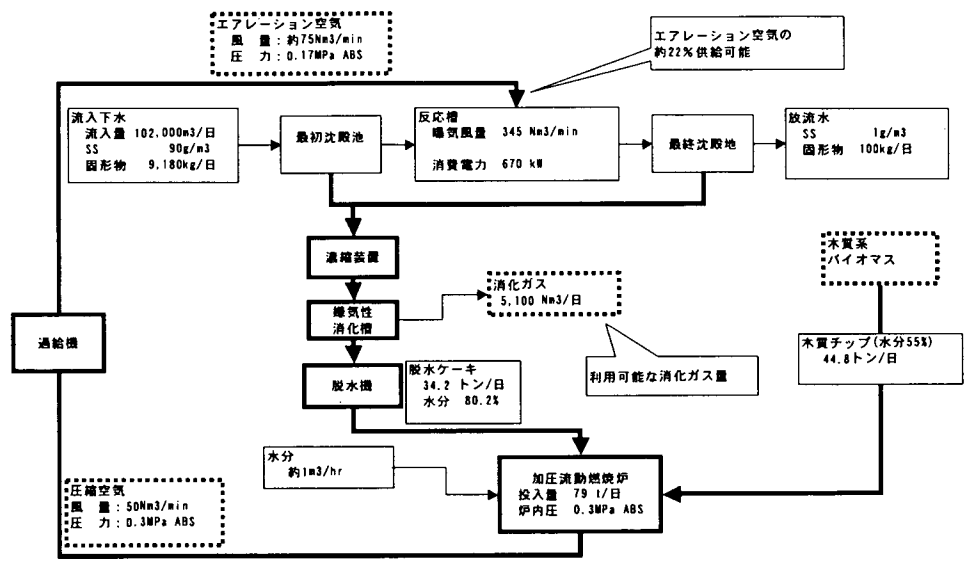 エアレーション空気
風 量：約75Nm3/min
圧 力：0.17MPa ABS
エアレーション空気の
約22%供給可能
流入下水
流入量 102,000m3/日
SS 90g/m3
固形物 9,180kg/日
最初沈殿池
反応槽
曝気風量 345 Nm3/min
消費電力 670 kW
最終沈殿地
放流水
SS 1g/m3
固形物 100kg/日
濃縮装置
木質系
バイオマス
消化ガス
5,100 Nm3/日
嫌気性
消化槽
過給機
木質チップ(水分55%)
44.8トン/日
利用可能な消化ガス量
脱水機
脱水ケーキ
34.2 トン/日
水分 80.2%
水分
約1m3/hr
加圧流動燃焼炉
投入量 79 t/日
炉内圧 0.3MPa ABS
圧縮空気
風 量：50Nm3/min
圧 力：0.3MPa ABS